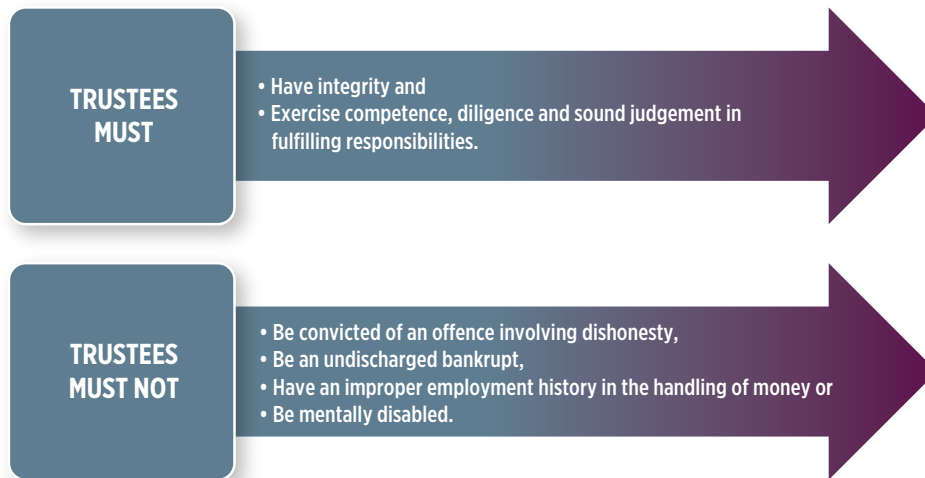 TRUSTEES
MUST
• Have integrity and
• Exercise competence, diligence and sound judgement in
fulfilling responsibilities.
TRUSTEES
MUST NOT
• Be convicted of an offence involving dishonesty,
• Be an undischarged bankrupt,
• Have an improper employment history in the handling of money or
• Be mentally disabled.